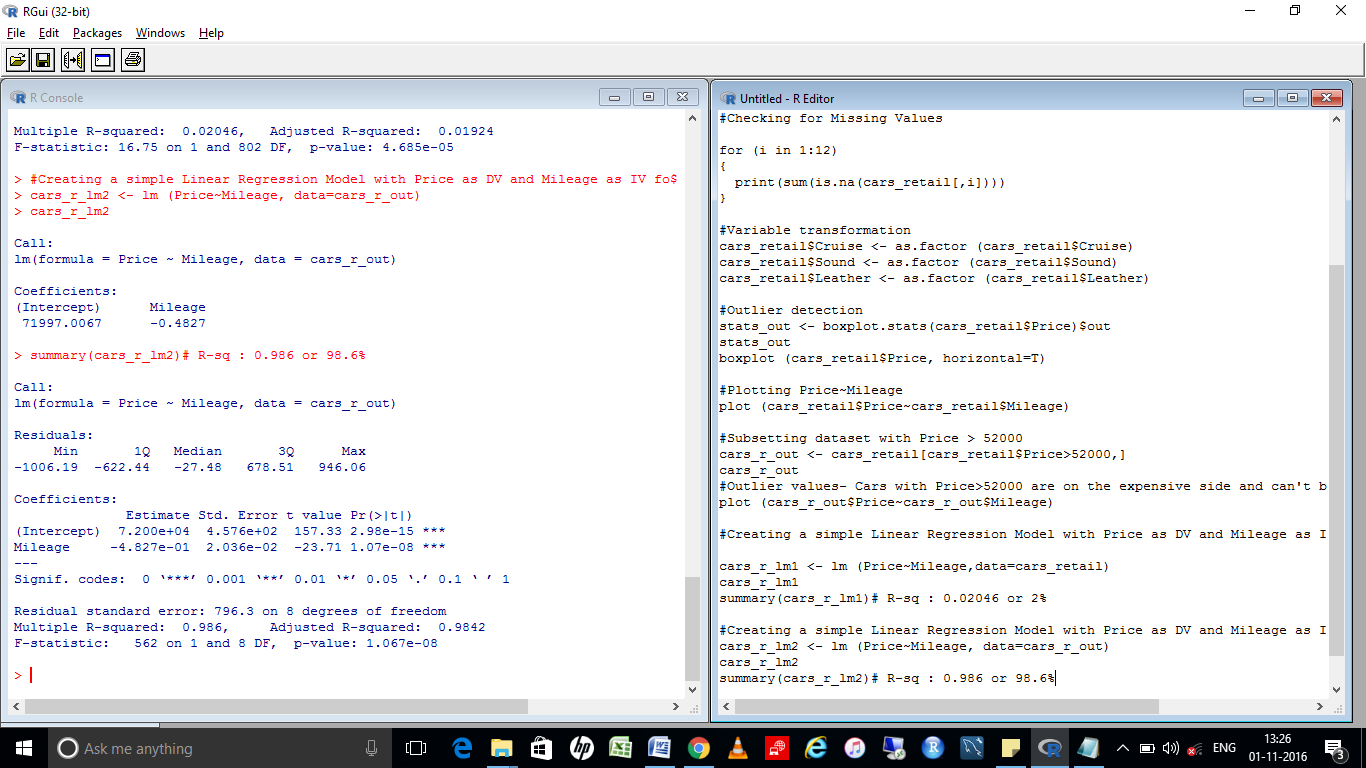 RGui (32-bit)
File Edit Packages Windows Help
R Console
Multiple R-squared:  0.02046,   Adjusted R-squared:  0.01924
F-statistic: 16.75 on 1 and 802 DF,  p-value: 4.685e-05
> #Creating a simple Linear Regression Model with Price as DV and Mileage as IV fo$
> cars_r_lm2 <- lm (Price~Mileage, data=cars_r_out)
> cars_r_lm2
Call:
lm(formula = Price ~ Mileage, data = cars_r_out)
Coefficients:
(Intercept)      Mileage
 71997.0067      -0.4827
> summary(cars_r_lm2)# R-sq : 0.986 or 98.6%
Call:
lm(formula = Price ~ Mileage, data = cars_r_out)
Residuals:
     Min       1Q   Median       3Q      Max
-1006.19  -622.44   -27.48   678.51   946.06
Coefficients:
              Estimate Std. Error t value Pr(>|t|)
(Intercept)  7.200e+04  4.576e+02  157.33 2.98e-15 ***
Mileage     -4.827e-01  2.036e-02  -23.71 1.07e-08 ***
---
Signif. codes:  0 ‘***’ 0.001 ‘**’ 0.01 ‘*’ 0.05 ‘.’ 0.1 ‘ ’ 1
Residual standard error: 796.3 on 8 degrees of freedom
Multiple R-squared:  0.986,     Adjusted R-squared:  0.9842
F-statistic:   562 on 1 and 8 DF,  p-value: 1.067e-08
>
Untitled - R Editor
#Checking for Missing Values
for (i in 1:12)
{
  print(sum(is.na(cars_retail[,i])))
}
#Variable transformation
cars_retail$Cruise <- as.factor (cars_retail$Cruise)
cars_retail$Sound <- as.factor (cars_retail$Sound)
cars_retail$Leather <- as.factor (cars_retail$Leather)
#Outlier detection
stats_out <- boxplot.stats(cars_retail$Price)$out
stats_out
boxplot (cars_retail$Price, horizontal=T)
#Plotting Price~Mileage
plot (cars_retail$Price~cars_retail$Mileage)
#Subsetting dataset with Price > 52000
cars_r_out <- cars_retail[cars_retail$Price>52000,]
cars_r_out
#Outlier values- Cars with Price>52000 are on the expensive side and can't b
plot (cars_r_out$Price~cars_r_out$Mileage)
#Creating a simple Linear Regression Model with Price as DV and Mileage as I
cars_r_lm1 <- lm (Price~Mileage,data=cars_retail)
cars_r_lm1
summary(cars_r_lm1)# R-sq : 0.02046 or 2%
#Creating a simple Linear Regression Model with Price as DV and Mileage as I
cars_r_lm2 <- lm (Price~Mileage, data=cars_r_out)
cars_r_lm2
summary(cars_r_lm2)# R-sq : 0.986 or 98.6%
Ask me anything
ENG
13:26
01-11-2016
3